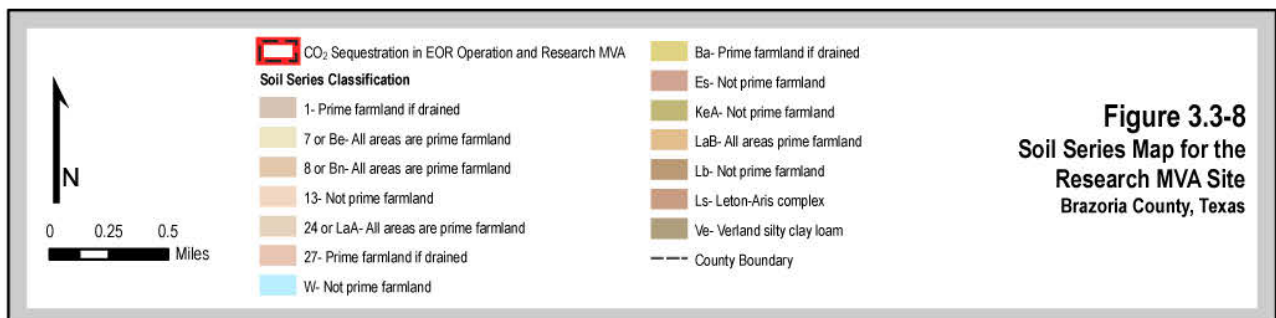 N
0 0.25 0.5
Miles
CO₂ Sequestration in EOR Operation and Research MVA
Soil Series Classification
1- Prime farmland if drained
7 or Be- All areas are prime farmland
8 or Bn- All areas are prime farmland
13- Not prime farmland
24 or LaA- All areas are prime farmland
27- Prime farmland if drained
W- Not prime farmland
Ba- Prime farmland if drained
Es- Not prime farmland
KeA- Not prime farmland
LaB- All areas prime farmland
Lb- Not prime farmland
Ls- Leton-Aris complex
Ve- Verland silty clay loam
County Boundary
Figure 3.3-8
Soil Series Map for the
Research MVA Site
Brazoria County, Texas